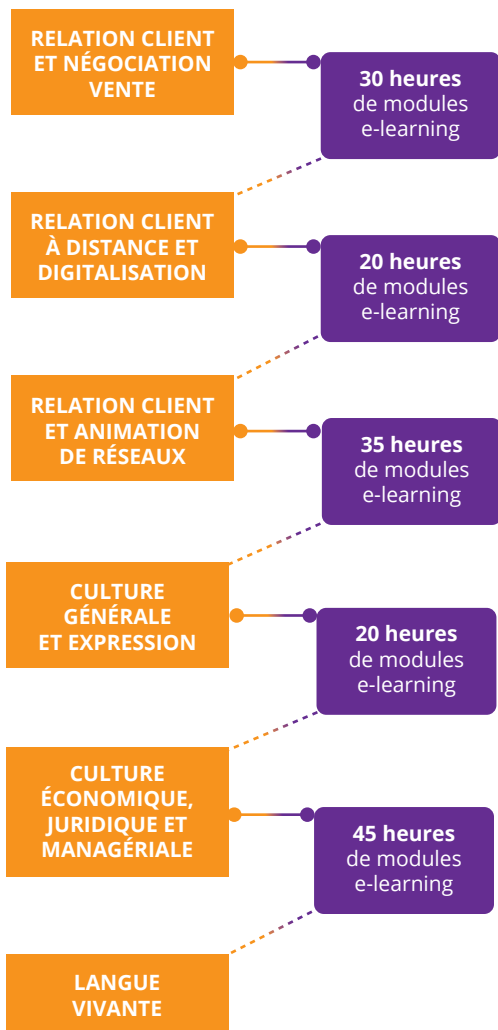 RELATION CLIENT
ET NÉGOCIATION
VENTE
30 heures
de modules
e-learning
RELATION CLIENT
À DISTANCE ET
DIGITALISATION
20 heures
de modules
e-learning
RELATION CLIENT
ET ANIMATION
DE RÉSEAUX
35 heures
de modules
e-learning
CULTURE
GÉNÉRALE
ET EXPRESSION
20 heures
de modules
e-learning
CULTURE
ÉCONOMIQUE,
JURIDIQUE ET
MANAGÉRIALE
45 heures
de modules
e-learning
LANGUE
VIVANTE